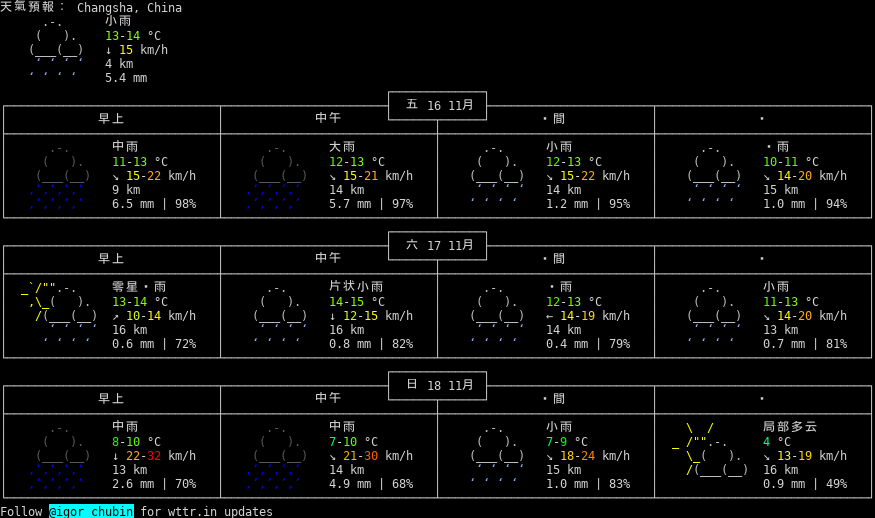 天氣預報： Changsha, China
小雨
13-14 °C
↓ 15 km/h
4 km
5.4 mm
五 16 11月
早上 中午 ・間 ・
中雨 大雨 小雨 ・雨
11-13 °C 12-13 °C 12-13 °C 10-11 °C
↘ 15-22 km/h ↘ 15-21 km/h ↘ 15-22 km/h ↘ 14-20 km/h
9 km 14 km 14 km 15 km
6.5 mm | 98% 5.7 mm | 97% 1.2 mm | 95% 1.0 mm | 94%
六 17 11月
早上 中午 ・間 ・
零星・雨 片状小雨 ・雨 小雨
13-14 °C 14-15 °C 12-13 °C 11-13 °C
↗ 10-14 km/h ↓ 12-15 km/h ← 14-19 km/h ↘ 14-20 km/h
16 km 16 km 14 km 13 km
0.6 mm | 72% 0.8 mm | 82% 0.4 mm | 79% 0.7 mm | 81%
日 18 11月
早上 中午 ・間 ・
中雨 中雨 小雨 局部多云
8-10 °C 7-10 °C 7-9 °C 4 °C
↓ 22-32 km/h ↘ 21-30 km/h ↘ 18-24 km/h ↘ 13-19 km/h
13 km 14 km 15 km 16 km
2.6 mm | 70% 4.9 mm | 68% 1.0 mm | 83% 0.9 mm | 49%
Follow @igor_chubin for wttr.in updates